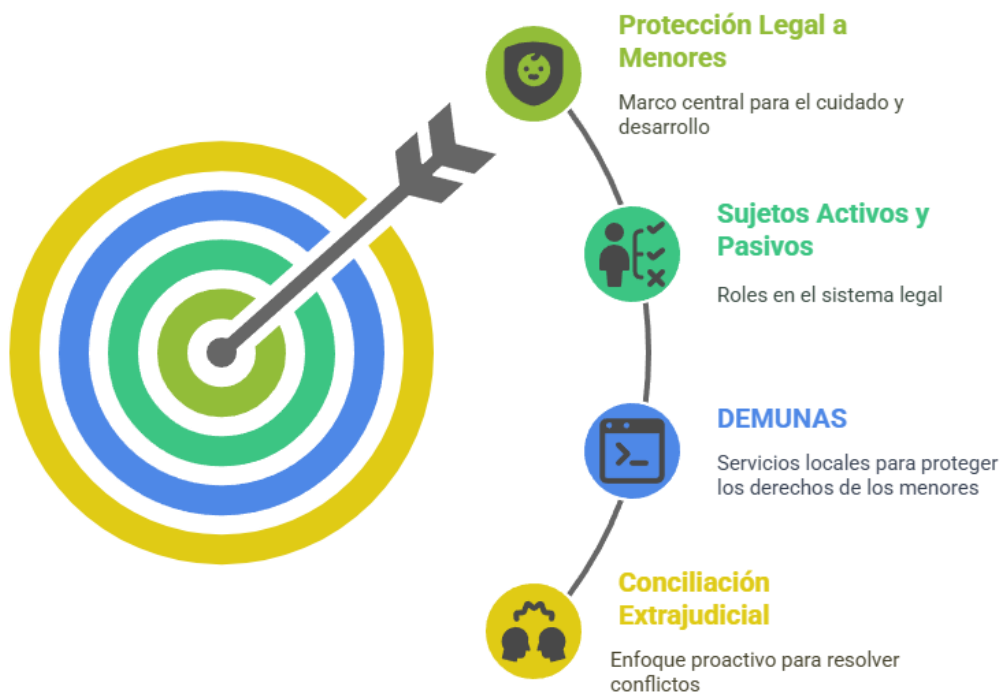 Protección Legal a
Menores
Marco central para el cuidado y
desarrollo
Sujetos Activos y
Pasivos
Roles en el sistema legal
DEMUNAS
Servicios locales para proteger
los derechos de los menores
Conciliación
Extrajudicial
Enfoque proactivo para resolver
conflictos